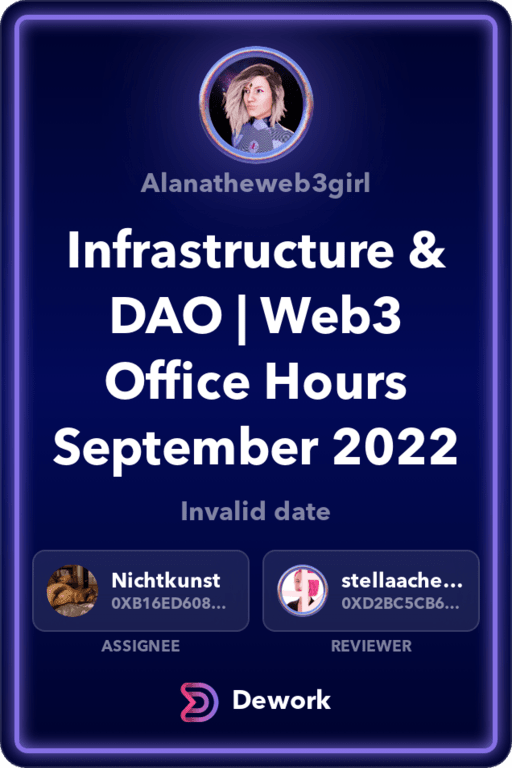 Alanatheweb3girl
Infrastructure &
DAO | Web3
Office Hours
September 2022
Invalid date
Nichtkunst
0XB16ED608...
ASSIGNEE
stellaache...
0XD2BC5CB6...
REVIEWER
Dework